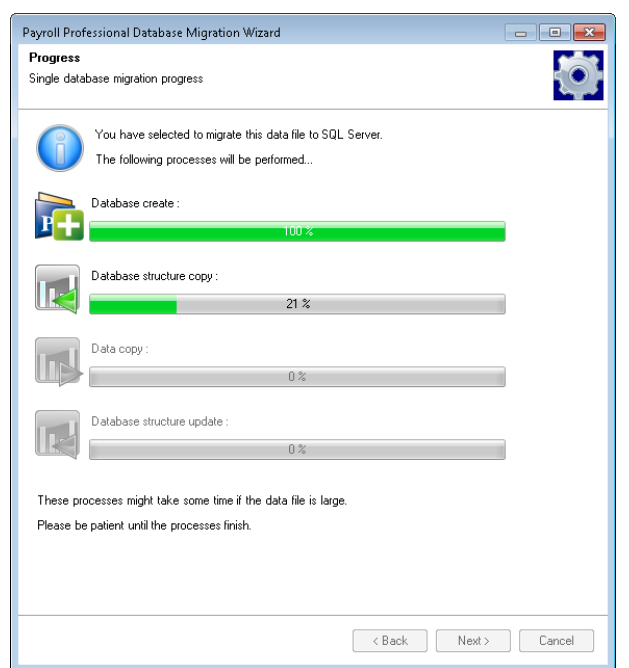 Payroll Professional Database Migration Wizard
Progress
Single database migration progress
You have selected to migrate this data file to SQL Server.
The following processes will be performed...
Database create :
100 %
Database structure copy :
21 %
Data copy :
0 %
Database structure update :
0 %
These processes might take some time if the data file is large.
Please be patient until the processes finish.
< Back Next > Cancel